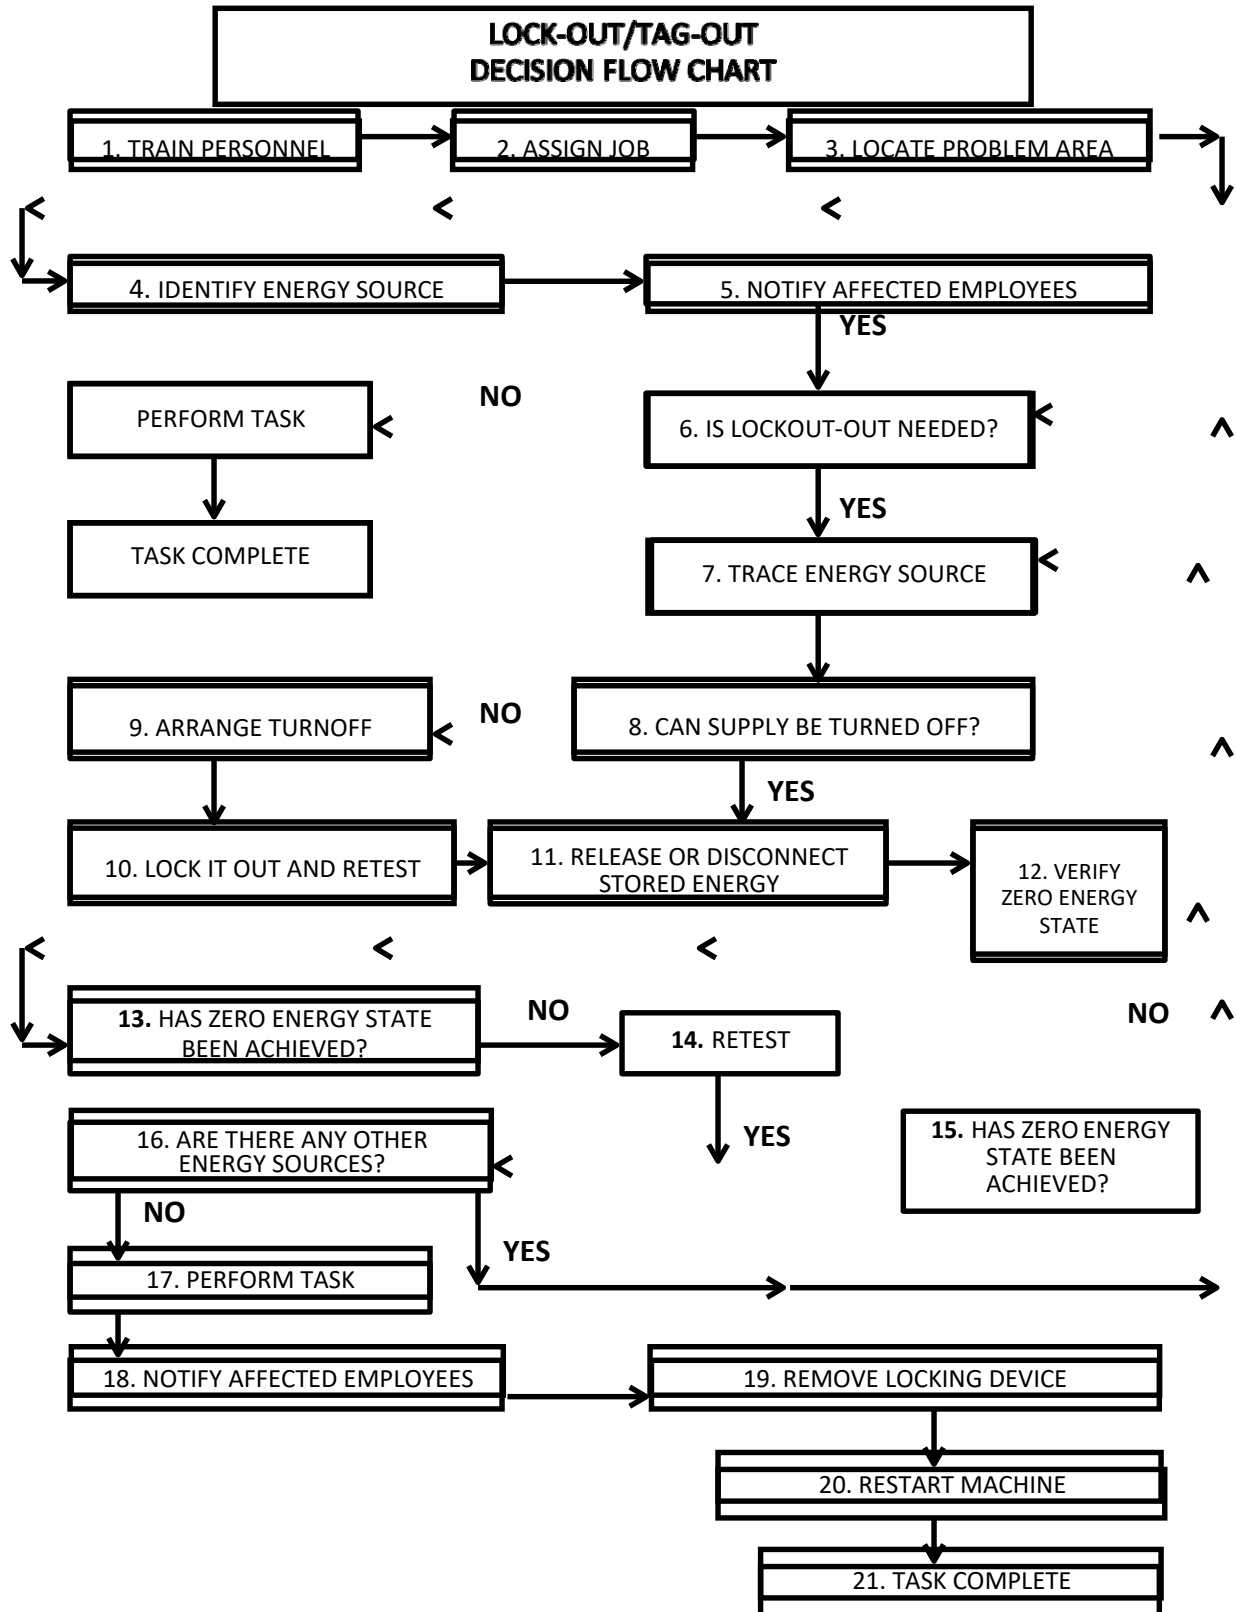 LOCK-OUT/TAG-OUT
DECISION FLOW CHART
1. TRAIN PERSONNEL
2. ASSIGN JOB
3. LOCATE PROBLEM AREA
4. IDENTIFY ENERGY SOURCE
5. NOTIFY AFFECTED EMPLOYEES
YES
PERFORM TASK
NO
6. IS LOCKOUT-OUT NEEDED?
YES
TASK COMPLETE
7. TRACE ENERGY SOURCE
9. ARRANGE TURNOFF
NO
8. CAN SUPPLY BE TURNED OFF?
YES
10. LOCK IT OUT AND RETEST
11. RELEASE OR DISCONNECT
STORED ENERGY
12. VERIFY
ZERO ENERGY
STATE
13. HAS ZERO ENERGY STATE
BEEN ACHIEVED?
NO
14. RETEST
NO
YES
15. HAS ZERO ENERGY
STATE BEEN
ACHIEVED?
16. ARE THERE ANY OTHER
ENERGY SOURCES?
NO
YES
17. PERFORM TASK
18. NOTIFY AFFECTED EMPLOYEES
19. REMOVE LOCKING DEVICE
20. RESTART MACHINE
21. TASK COMPLETE